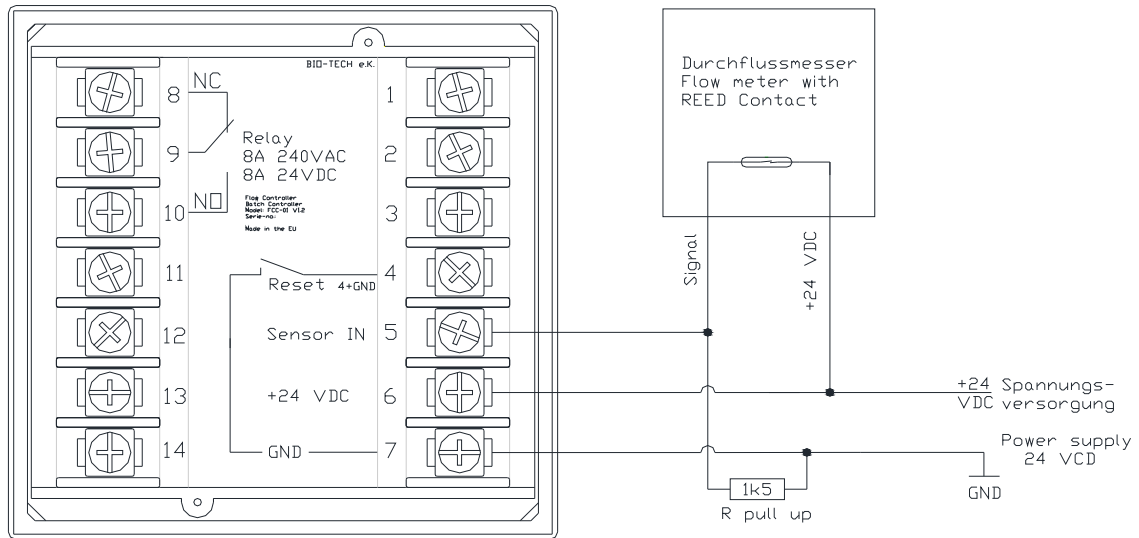 BIO-TECH e.K.
8
NC
9
10
NO
11
12
13
14
Relay
8A 240VAC
8A 24VDC
Flow Controller
Batch Controller
Model: FCC-01 V1.2
Serie-no.:
Made in the EU
Reset 4+GND
Sensor IN
+24 VDC
GND
1
2
3
4
5
6
7
Durchflussmesser
Flow meter with
REED Contact
Signal
+24 VDC
+24
VDC
Spannungs-
versorgung
Power supply
24 VCD
GND
1k5
R pull up